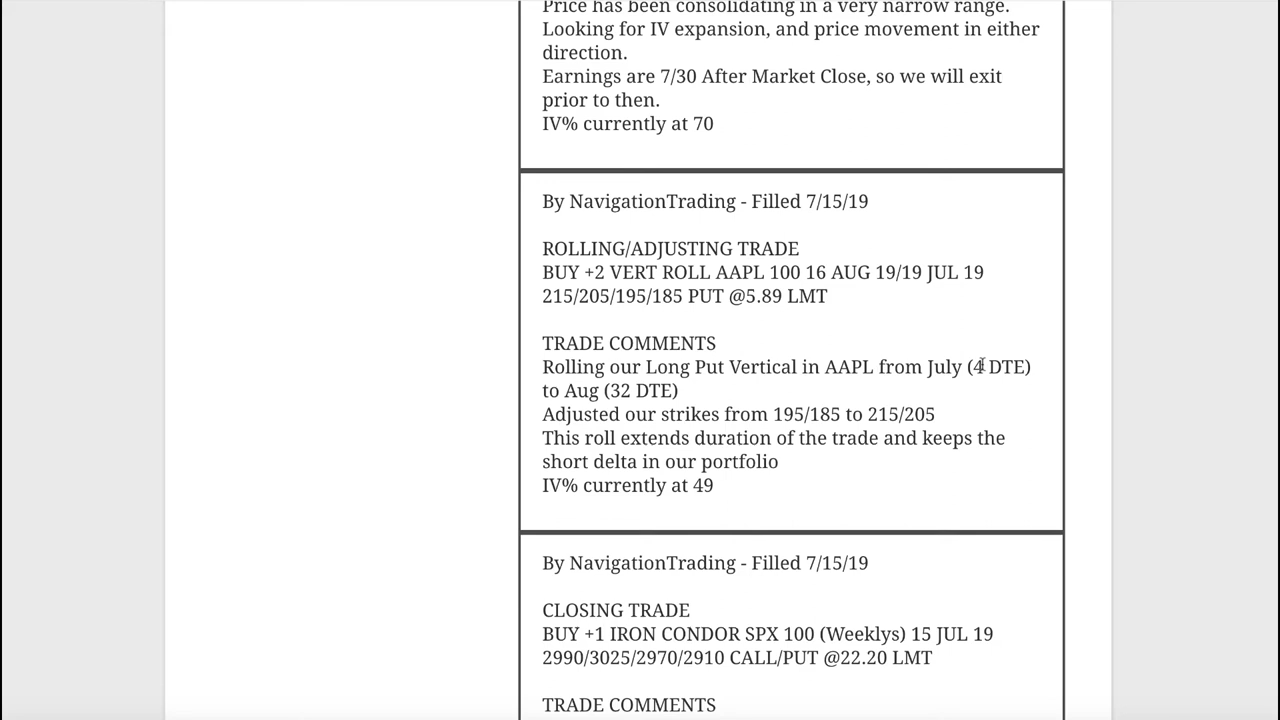 Price has been consolidating in a very narrow range.
Looking for IV expansion, and price movement in either
direction.
Earnings are 7/30 After Market Close, so we will exit
prior to then.
IV% currently at 70
By NavigationTrading - Filled 7/15/19
ROLLING/ADJUSTING TRADE
BUY +2 VERT ROLL AAPL 100 16 AUG 19/19 JUL 19
215/205/195/185 PUT @5.89 LMT
TRADE COMMENTS
Rolling our Long Put Vertical in AAPL from July (4 DTE)
to Aug (32 DTE)
Adjusted our strikes from 195/185 to 215/205
This roll extends duration of the trade and keeps the
short delta in our portfolio
IV% currently at 49
By NavigationTrading - Filled 7/15/19
CLOSING TRADE
BUY +1 IRON CONDOR SPX 100 (Weeklys) 15 JUL 19
2990/3025/2970/2910 CALL/PUT @22.20 LMT
TRADE COMMENTS